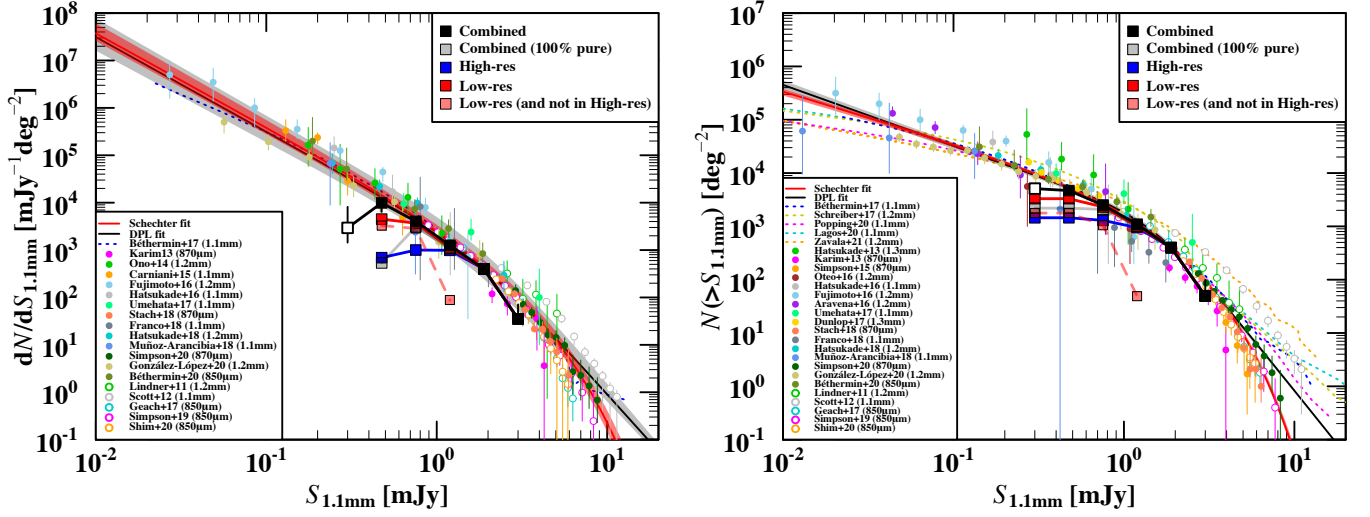 dN/dS1.1mm [mJy−1deg−2]
10^8
10^7
10^6
10^5
10^4
10^3
10^2
10^1
10^0
10^-1
Combined
Combined (100% pure)
High-res
Low-res
Low-res (and not in High-res)
Schechter fit
DPL fit
Béthermin+17 (1.1mm)
Karim13 (870µm)
Ono+14 (1.2mm)
Carniani+15 (1.1mm)
Fujimoto+16 (1.2mm)
Hatsukade+16 (1.1mm)
Umehata+17 (1.1mm)
Stach+18 (870µm)
Franco+18 (1.1mm)
Hatsukade+18 (1.2mm)
Muñoz-Arancibia+18 (1.1mm)
Simpson+20 (870µm)
González-López+20 (1.2mm)
Béthermin+20 (850µm)
Lindner+11 (1.2mm)
Scott+12 (1.1mm)
Geach+17 (850µm)
Simpson+19 (850µm)
Shim+20 (850µm)
10^-2
10^-1
10^0
10^1
S1.1mm [mJy]
N(>S1.1mm) [deg−2]
10^7
10^6
10^5
10^4
10^3
10^2
10^1
10^0
10^-1
Combined
Combined (100% pure)
High-res
Low-res
Low-res (and not in High-res)
Schechter fit
DPL fit
Béthermin+17 (1.1mm)
Schreiber+17 (1.2mm)
Popping+20 (1.1mm)
Lagos+20 (1.1mm)
Zavala+21 (1.2mm)
Hatsukade+13 (1.3mm)
Karim+13 (870µm)
Simpson+15 (870µm)
Oteo+16 (1.2mm)
Hatsukade+16 (1.1mm)
Fujimoto+16 (1.2mm)
Aravena+16 (1.2mm)
Umehata+17 (1.1mm)
Dunlop+17 (1.3mm)
Stach+18 (870µm)
Franco+18 (1.1mm)
Hatsukade+18 (1.2mm)
Muñoz-Arancibia+18 (1.1mm)
Simpson+20 (870µm)
González-López+20 (1.2mm)
Béthermin+20 (850µm)
Lindner+11 (1.2mm)
Scott+12 (1.1mm)
Geach+17 (850µm)
Simpson+19 (850µm)
Shim+20 (850µm)
10^-2
10^-1
10^0
10^1
S1.1mm [mJy]